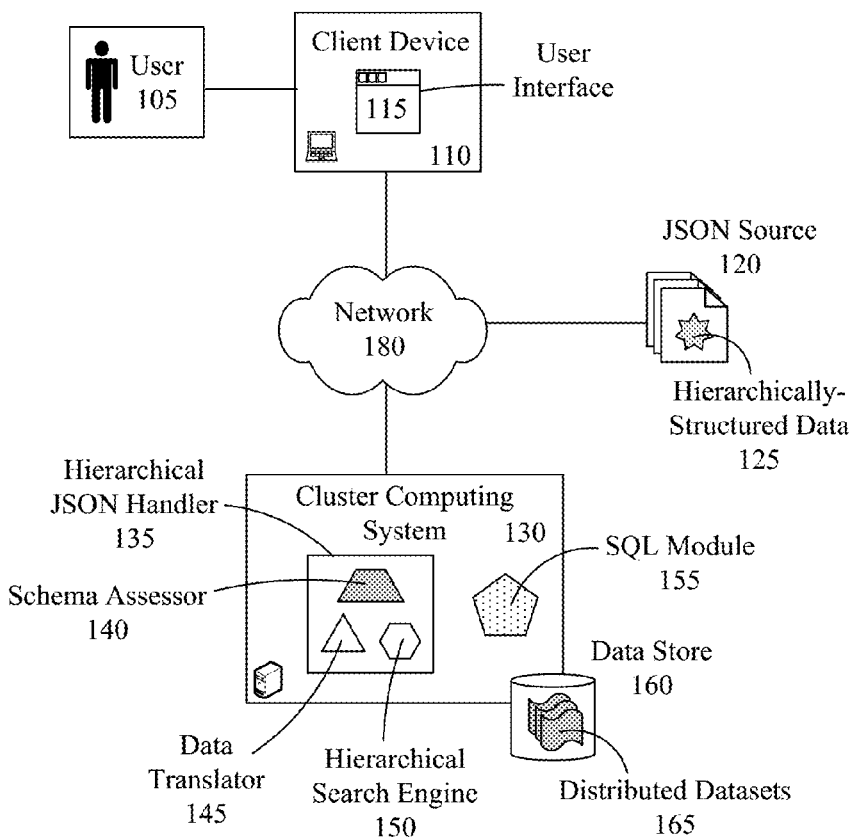 User
105
Client Device
115
110
User
Interface
JSON Source
120
Network
180
Hierarchically-
Structured Data
125
Hierarchical
JSON Handler
135
Cluster Computing
System
130
SQL Module
155
Schema Assessor
140
Data Store
160
Data
Translator
145
Hierarchical
Search Engine
150
Distributed Datasets
165